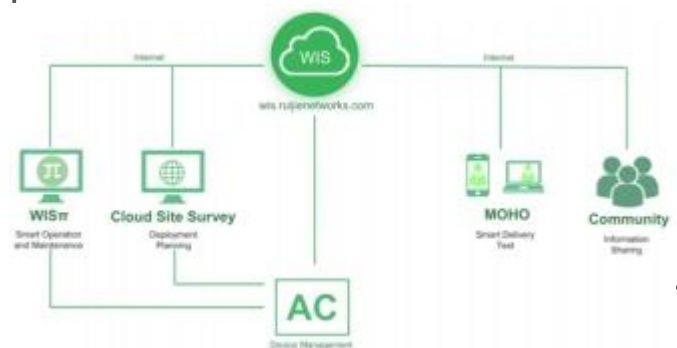 WIS
Internet
Internet
wis.ruijienetworks.com
π
WISπ
Smart Operation
and Maintenance
Cloud Site Survey
Deployment
Planning
MOHO
Smart Delivery
Test
Community
Information
Sharing
AC
Device Management